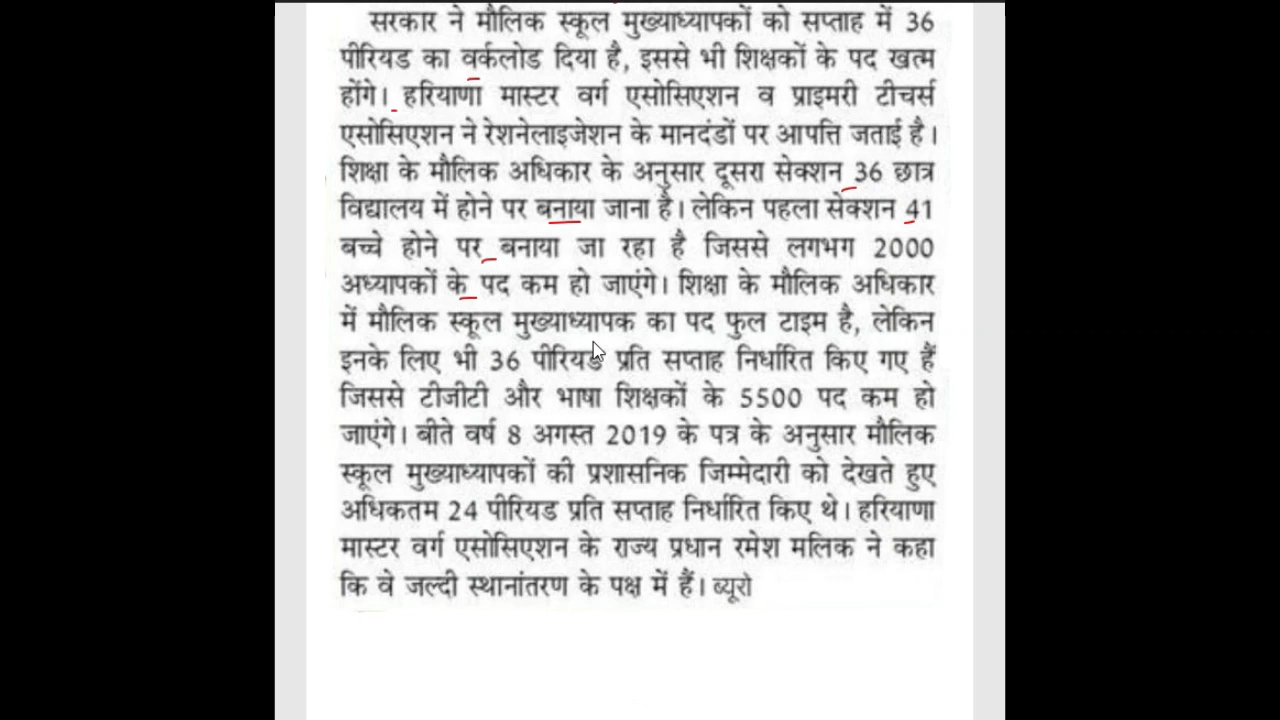 सरकार ने मौलिक स्कूल मुख्याध्यापकों को सप्ताह में 36
पीरियड का वर्कलोड दिया है, इससे भी शिक्षकों के पद खत्म
होंगे। हरियाणा मास्टर वर्ग एसोसिएशन व प्राइमरी टीचर्स
एसोसिएशन ने रेशनेलाइजेशन के मानदंडों पर आपत्ति जताई है।
शिक्षा के मौलिक अधिकार के अनुसार दूसरा सेक्शन 36 छात्र
विद्यालय में होने पर बनाया जाना है। लेकिन पहला सेक्शन 41
बच्चे होने पर बनाया जा रहा है जिससे लगभग 2000
अध्यापकों के पद कम हो जाएंगे। शिक्षा के मौलिक अधिकार
में मौलिक स्कूल मुख्याध्यापक का पद फुल टाइम है, लेकिन
इनके लिए भी 36 पीरियड प्रति सप्ताह निर्धारित किए गए हैं
जिससे टीजीटी और भाषा शिक्षकों के 5500 पद कम हो
जाएंगे। बीते वर्ष 8 अगस्त 2019 के पत्र के अनुसार मौलिक
स्कूल मुख्याध्यापकों की प्रशासनिक जिम्मेदारी को देखते हुए
अधिकतम 24 पीरियड प्रति सप्ताह निर्धारित किए थे। हरियाणा
मास्टर वर्ग एसोसिएशन के राज्य प्रधान रमेश मलिक ने कहा
कि वे जल्दी स्थानांतरण के पक्ष में हैं। ब्यूरो